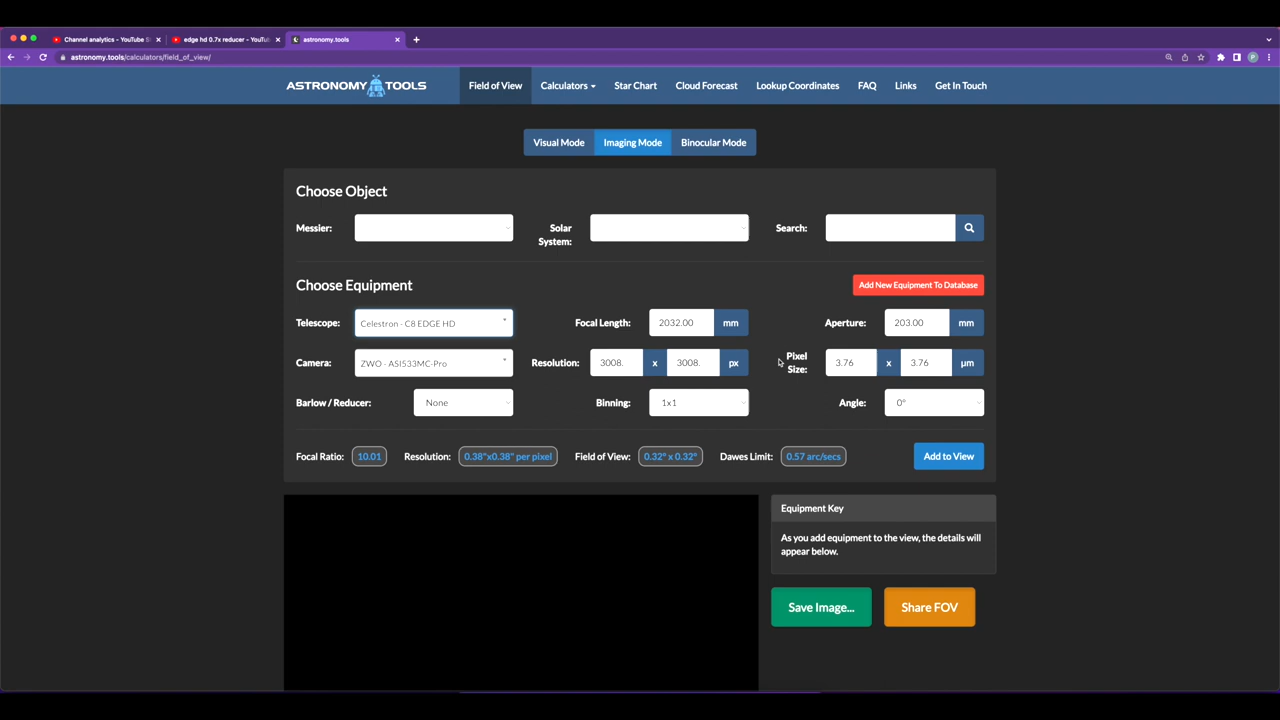 Channel analytics - YouTube S
edge hd 0.7x reducer - YouTu
astronomy.tools
astronomy.tools/calculators/field_of_view/
P
ASTRONOMY TOOLS
Field of View
Calculators
Star Chart
Cloud Forecast
Lookup Coordinates
FAQ
Links
Get In Touch
Visual Mode
Imaging Mode
Binocular Mode
Choose Object
Messier:
Solar
System:
Search:
Choose Equipment
Add New Equipment To Database
Telescope:
Celestron - C8 EDGE HD
Focal Length:
2032.00
mm
Aperture:
203.00
mm
Camera:
ZWO - ASI533MC-Pro
Resolution:
3008.
x
3008.
px
Pixel
Size:
3.76
x
3.76
µm
Barlow / Reducer:
None
Binning:
1x1
Angle:
0°
Focal Ratio:
10.01
Resolution:
0.38"x0.38" per pixel
Field of View:
0.32° x 0.32°
Dawes Limit:
0.57 arc/secs
Add to View
Equipment Key
As you add equipment to the view, the details will
appear below.
Save Image...
Share FOV